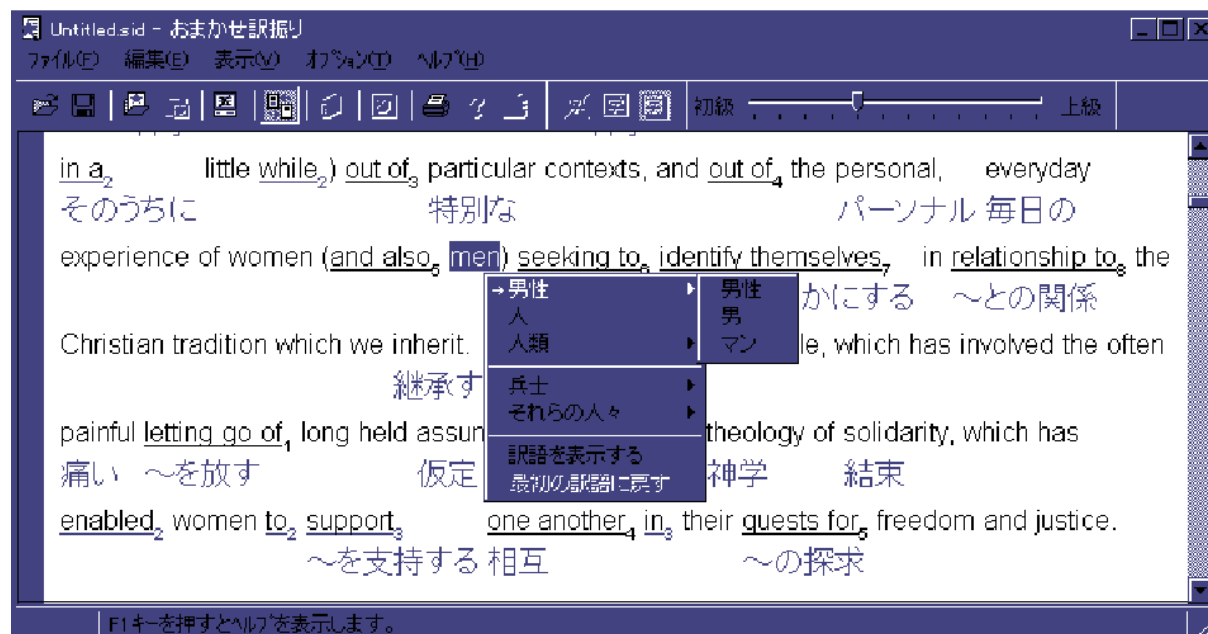 Untitled.sid - おまかせ訳振り
ファイル(F) 編集(E) 表示(V) オプション(T) ヘルプ(H)
初級 上級
in a2 little while2) out of3 particular contexts, and out of4 the personal, everyday
そのうちに 特別な パーソナル 毎日の
experience of women (and also5 men) seeking to6 identify themselves7 in relationship to8 the
かにする ～との関係
→男性 男性
人 男
人類 マン
Christian tradition which we inherit. le, which has involved the often
継承す
兵士
それらの人々
painful letting go of1 long held assun theology of solidarity, which has
痛い ～を放す 仮定 神学 結束
訳語を表示する
最初の訳語に戻す
enabled2 women to2 support3 one another4 in3 their quests for5 freedom and justice.
～を支持する 相互 ～の探求
F1キーを押すとヘルプを表示します。